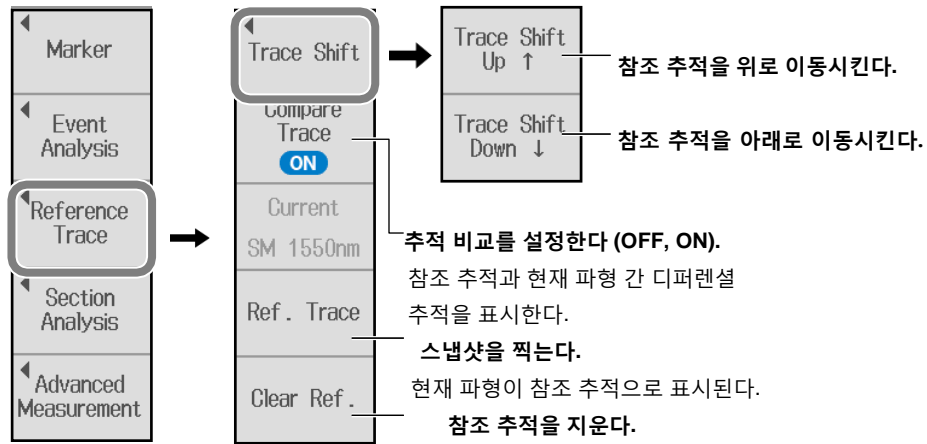 Marker
Event
Analysis
Reference
Trace
Section
Analysis
Advanced
Measurement
Trace Shift
Compare
Trace
ON
Current
SM 1550nm
Ref. Trace
Clear Ref.
Trace Shift
Up ↑
Trace Shift
Down ↓
참조 추적을 위로 이동시킨다.
참조 추적을 아래로 이동시킨다.
추적 비교를 설정한다 (OFF, ON).
참조 추적과 현재 파형 간 디퍼렌셜
추적을 표시한다.
스냅샷을 찍는다.
현재 파형이 참조 추적으로 표시된다.
참조 추적을 지운다.